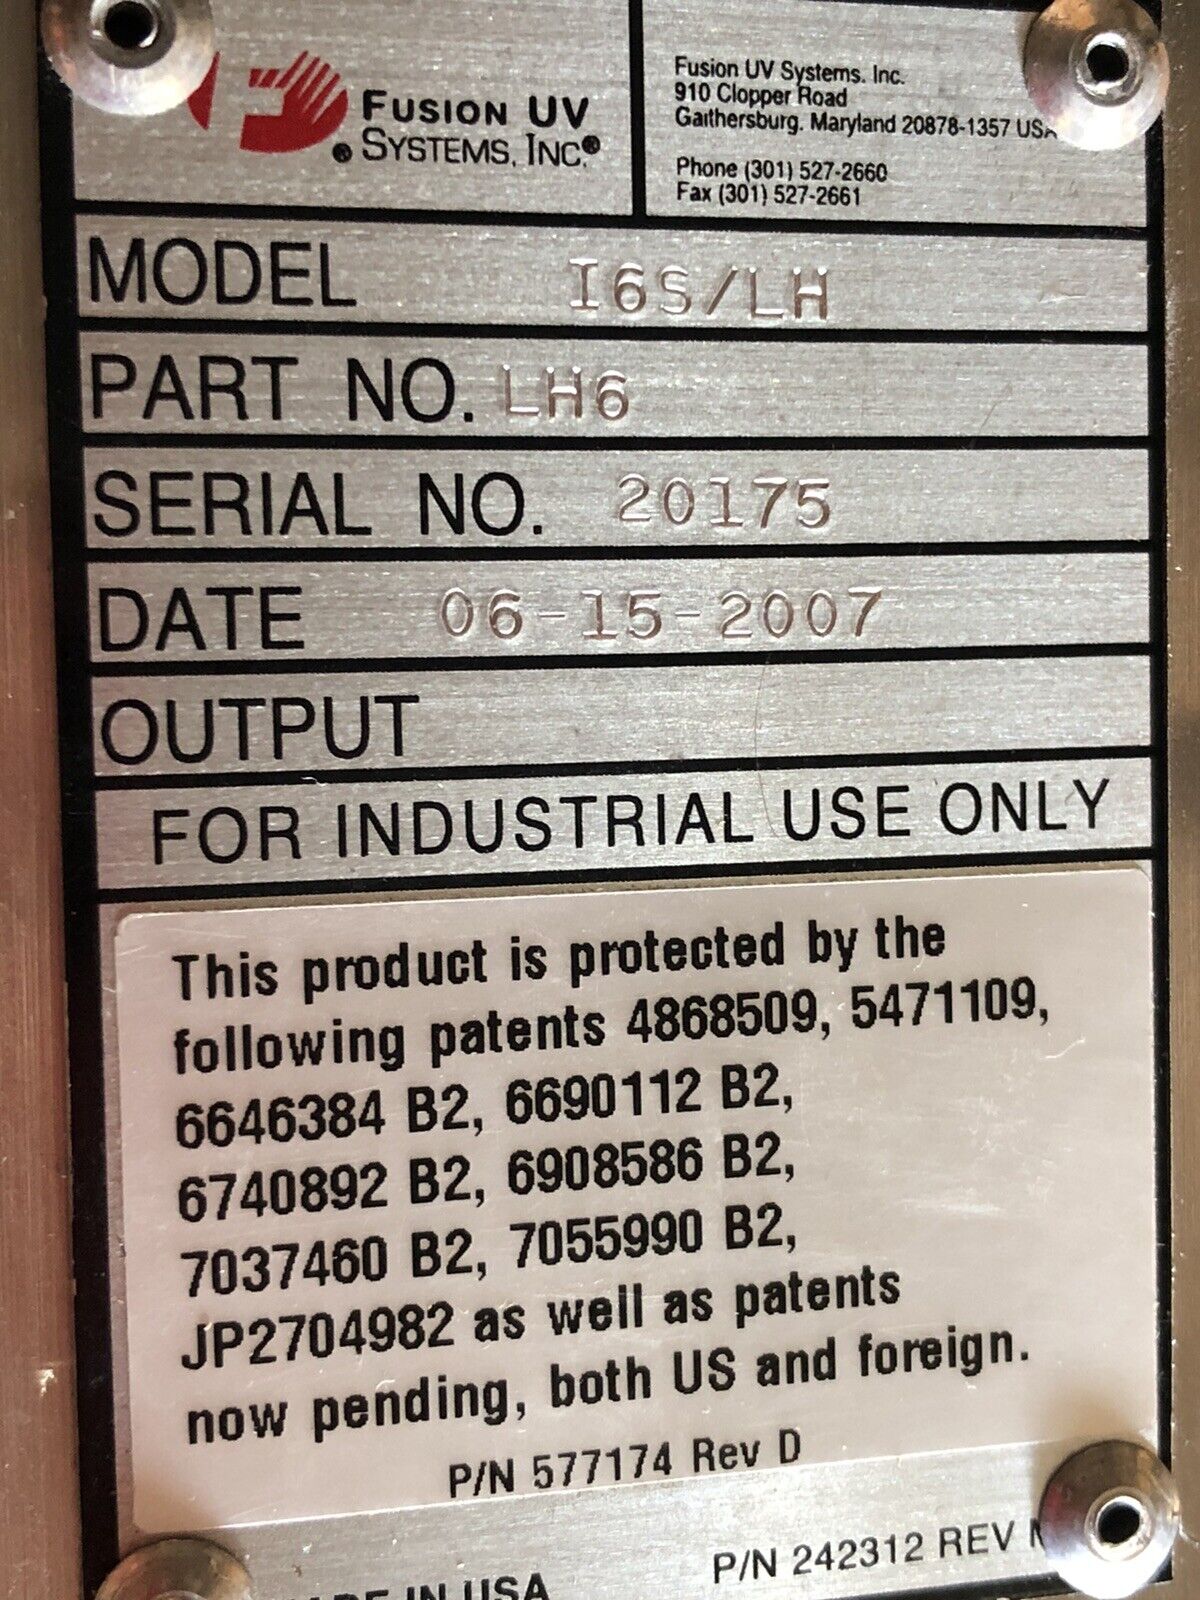 FUSION UV
SYSTEMS, INC.®
®
Fusion UV Systems. Inc.
910 Clopper Road
Gaithersburg. Maryland 20878-1357 USA
Phone (301) 527-2660
Fax (301) 527-2661
MODEL I6S/LH
PART NO. LH6
SERIAL NO. 20175
DATE 06-15-2007
OUTPUT
FOR INDUSTRIAL USE ONLY
This product is protected by the
following patents 4868509, 5471109,
6646384 B2, 6690112 B2,
6740892 B2, 6908586 B2,
7037460 B2, 7055990 B2,
JP2704982 as well as patents
now pending, both US and foreign.
P/N 577174 Rev D
P/N 242312 REV
MADE IN USA